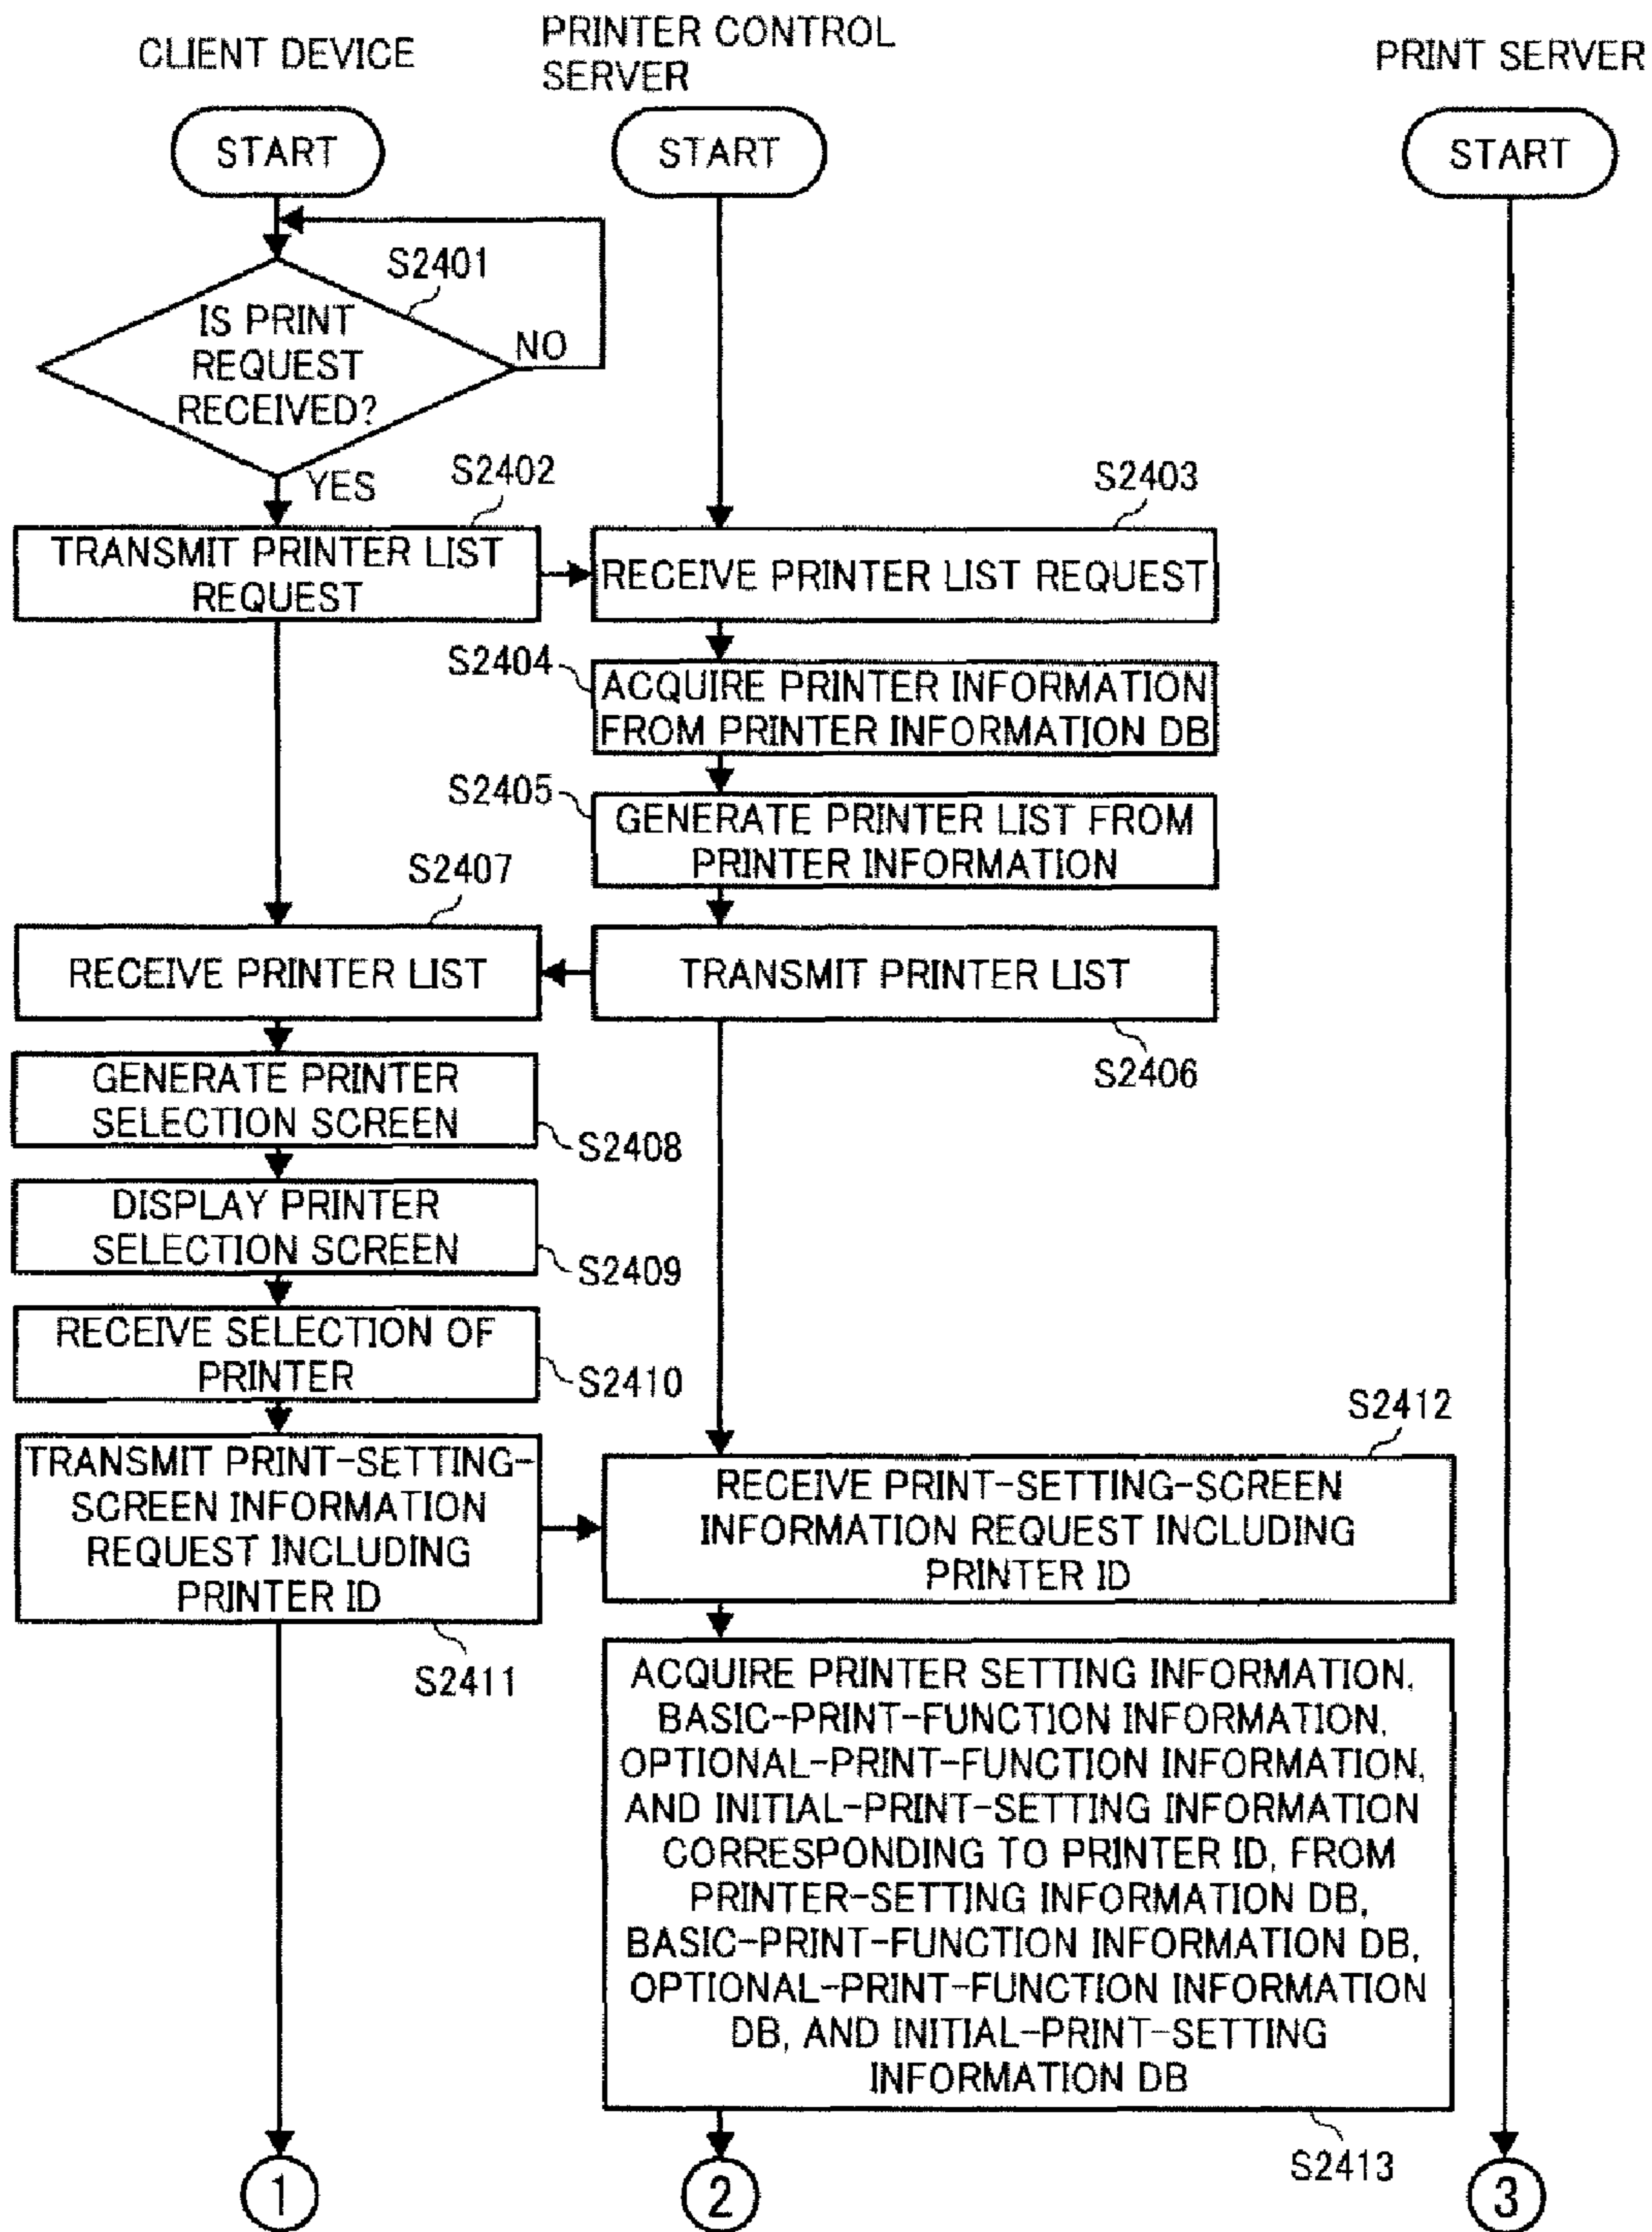 CLIENT DEVICE
PRINTER CONTROL
SERVER
PRINT SERVER
START
START
START
S2401
IS PRINT
REQUEST
RECEIVED?
NO
YES
S2402
TRANSMIT PRINTER LIST
REQUEST
S2403
RECEIVE PRINTER LIST REQUEST
S2404
ACQUIRE PRINTER INFORMATION
FROM PRINTER INFORMATION DB
S2405
GENERATE PRINTER LIST FROM
PRINTER INFORMATION
S2407
RECEIVE PRINTER LIST
TRANSMIT PRINTER LIST
S2406
GENERATE PRINTER
SELECTION SCREEN
S2408
DISPLAY PRINTER
SELECTION SCREEN
S2409
RECEIVE SELECTION OF
PRINTER
S2410
TRANSMIT PRINT-SETTING-
SCREEN INFORMATION
REQUEST INCLUDING
PRINTER ID
S2411
S2412
RECEIVE PRINT-SETTING-SCREEN
INFORMATION REQUEST INCLUDING
PRINTER ID
ACQUIRE PRINTER SETTING INFORMATION,
BASIC-PRINT-FUNCTION INFORMATION,
OPTIONAL-PRINT-FUNCTION INFORMATION,
AND INITIAL-PRINT-SETTING INFORMATION
CORRESPONDING TO PRINTER ID, FROM
PRINTER-SETTING INFORMATION DB,
BASIC-PRINT-FUNCTION INFORMATION DB,
OPTIONAL-PRINT-FUNCTION INFORMATION
DB, AND INITIAL-PRINT-SETTING
INFORMATION DB
S2413
1
2
3